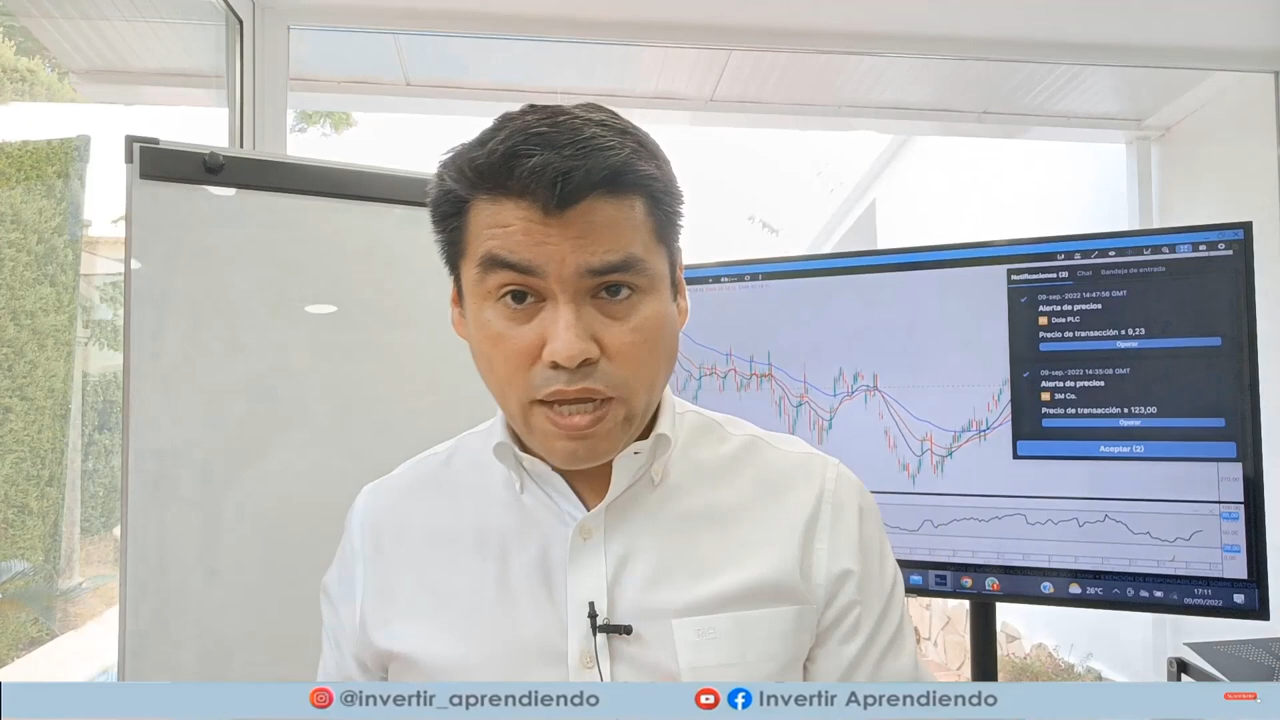 Notificaciones (2) Chat Bandeja de entrada
09-sep.-2022 14:47:56 GMT
Alerta de precios
Dole PLC
Precio de transacción ≤ 9,23
Operar
09-sep.-2022 14:35:08 GMT
Alerta de precios
3M Co.
Precio de transacción ≥ 123,00
Operar
Aceptar (2)
26°C
17:11
09/09/2022
@invertir_aprendiendo
Invertir Aprendiendo